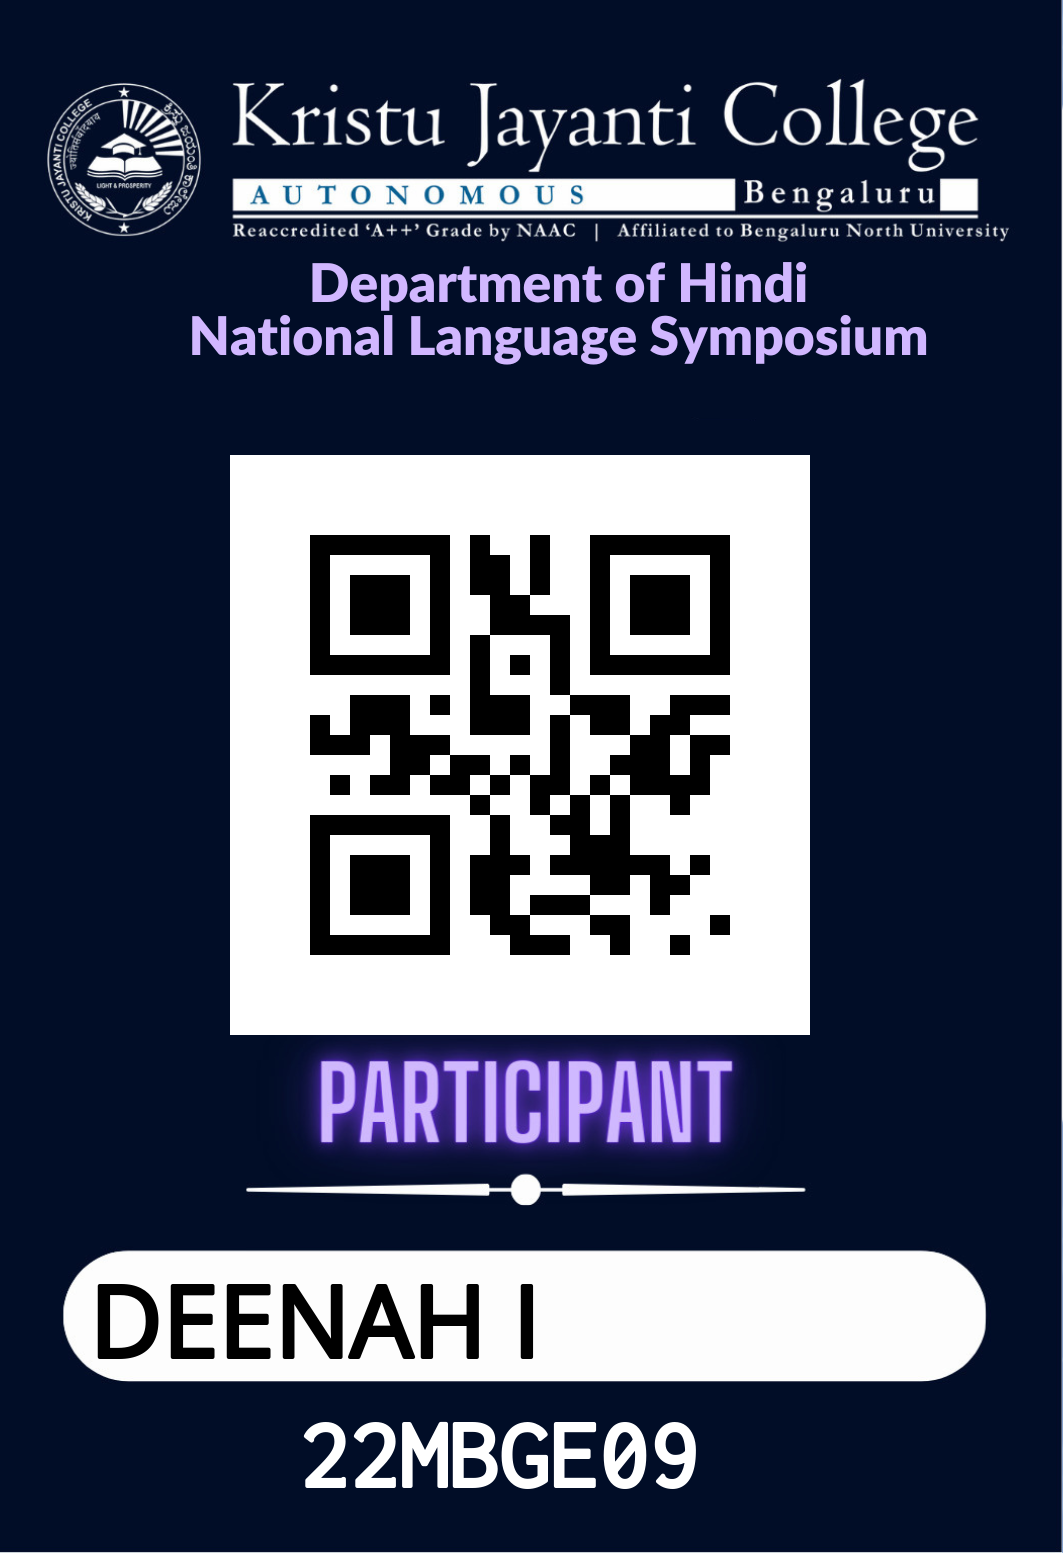 Kristu Jayanti College
AUTONOMOUS Bengaluru
Reaccredited ‘A++’ Grade by NAAC | Affiliated to Bengaluru North University
KRISTU JAYANTI COLLEGE
LIGHT & PROSPERITY
Department of Hindi
National Language Symposium
PARTICIPANT
DEENAH I
22MBGE09